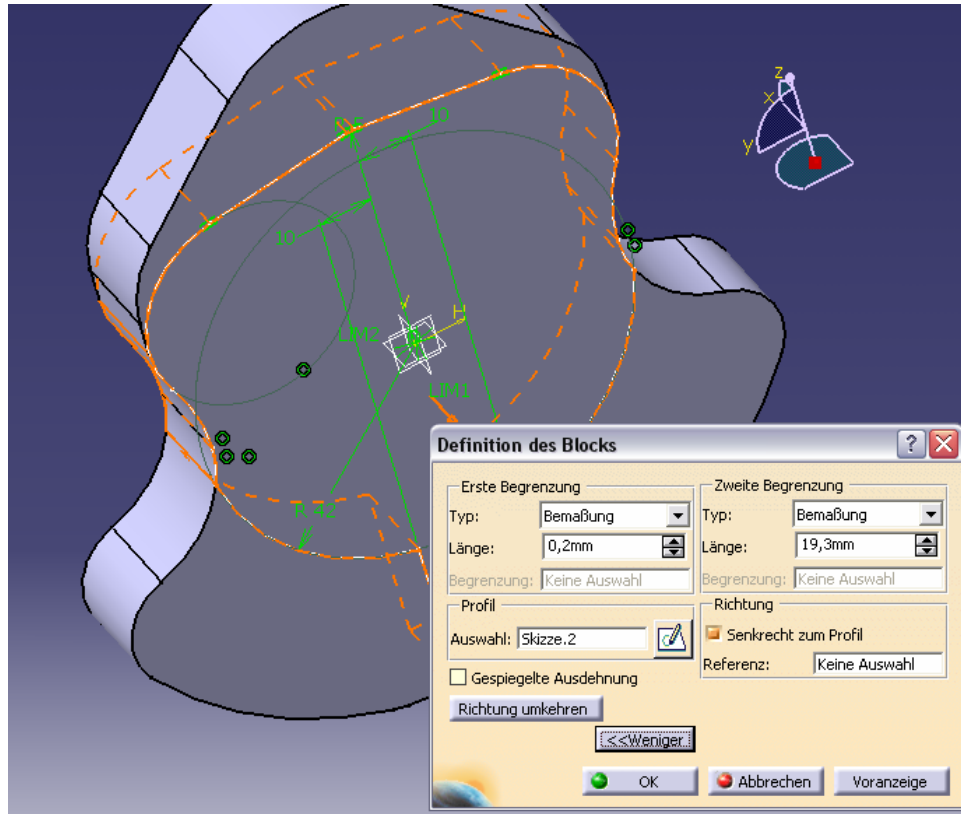 z
x
y
R 5
10
10
V
H
LIM2
LIM1
R 42
Definition des Blocks
Erste Begrenzung
Typ: Bemaßung
Länge: 0,2mm
Begrenzung: Keine Auswahl
Profil
Auswahl: Skizze.2
Gespiegelte Ausdehnung
Richtung umkehren
<<Weniger
Zweite Begrenzung
Typ: Bemaßung
Länge: 19,3mm
Begrenzung: Keine Auswahl
Richtung
Senkrecht zum Profil
Referenz: Keine Auswahl
OK
Abbrechen
Voranzeige